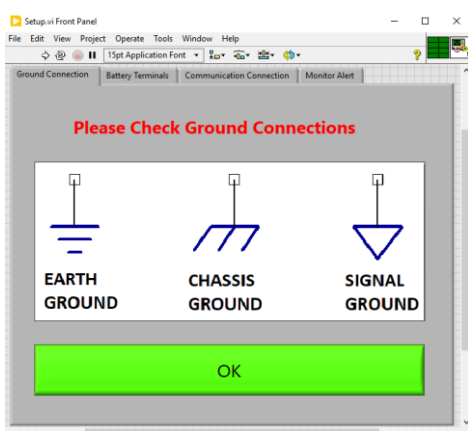 Setup.vi Front Panel
File Edit View Project Operate Tools Window Help
15pt Application Font
Ground Connection Battery Terminals Communication Connection Monitor Alert
Please Check Ground Connections
EARTH GROUND
CHASSIS GROUND
SIGNAL GROUND
OK